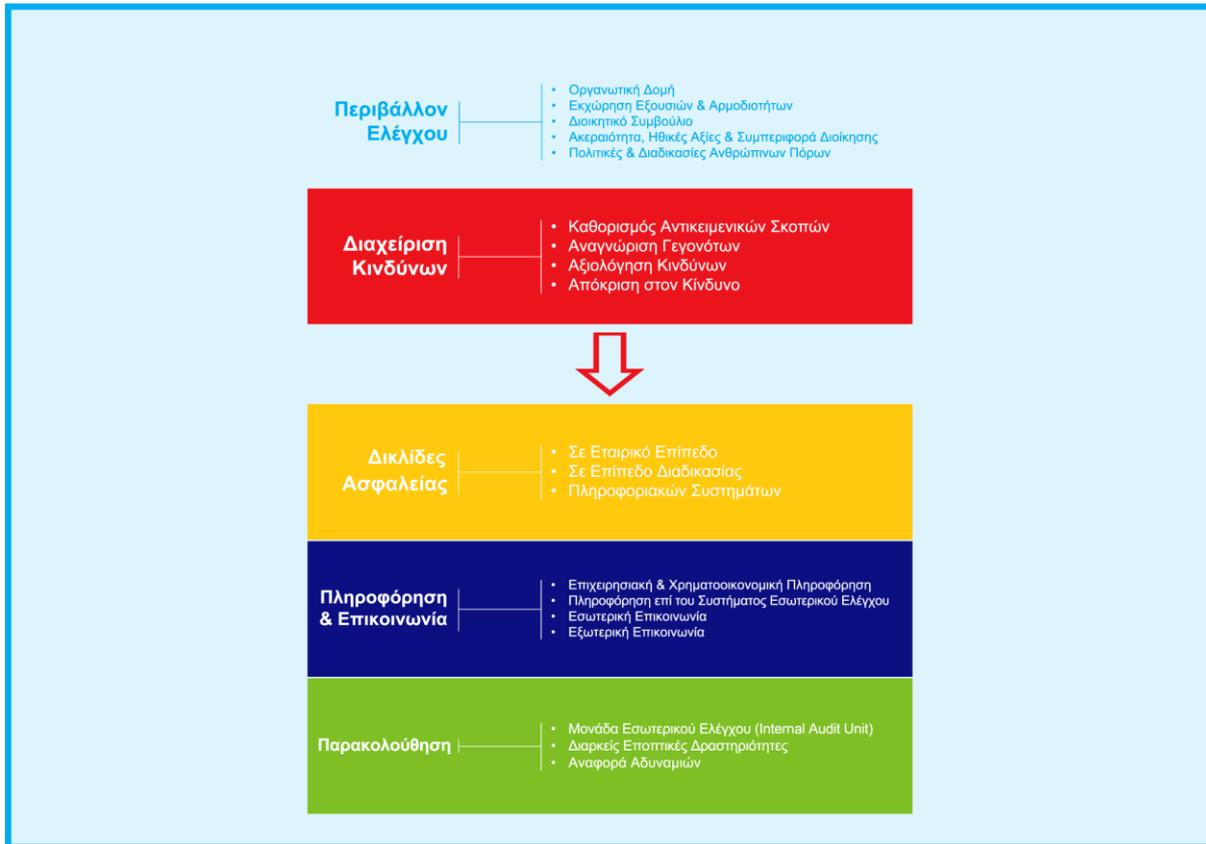 Περιβάλλον
Ελέγχου
• Οργανωτική Δομή
• Εκχώρηση Εξουσιών & Αρμοδιοτήτων
• Διοικητικό Συμβούλιο
• Ακεραιότητα, Ηθικές Αξίες & Συμπεριφορά Διοίκησης
• Πολιτικές & Διαδικασίες Ανθρώπινων Πόρων
Διαχείριση
Κινδύνων
• Καθορισμός Αντικειμενικών Σκοπών
• Αναγνώριση Γεγονότων
• Αξιολόγηση Κινδύνων
• Απόκριση στον Κίνδυνο
Δικλίδες
Ασφαλείας
• Σε Εταιρικό Επίπεδο
• Σε Επίπεδο Διαδικασίας
• Πληροφοριακών Συστημάτων
Πληροφόρηση
& Επικοινωνία
• Επιχειρησιακή & Χρηματοοικονομική Πληροφόρηση
• Πληροφόρηση επί του Συστήματος Εσωτερικού Ελέγχου
• Εσωτερική Επικοινωνία
• Εξωτερική Επικοινωνία
Παρακολούθηση
• Μονάδα Εσωτερικού Ελέγχου (Internal Audit Unit)
• Διαρκείς Εποπτικές Δραστηριότητες
• Αναφορά Αδυναμιών